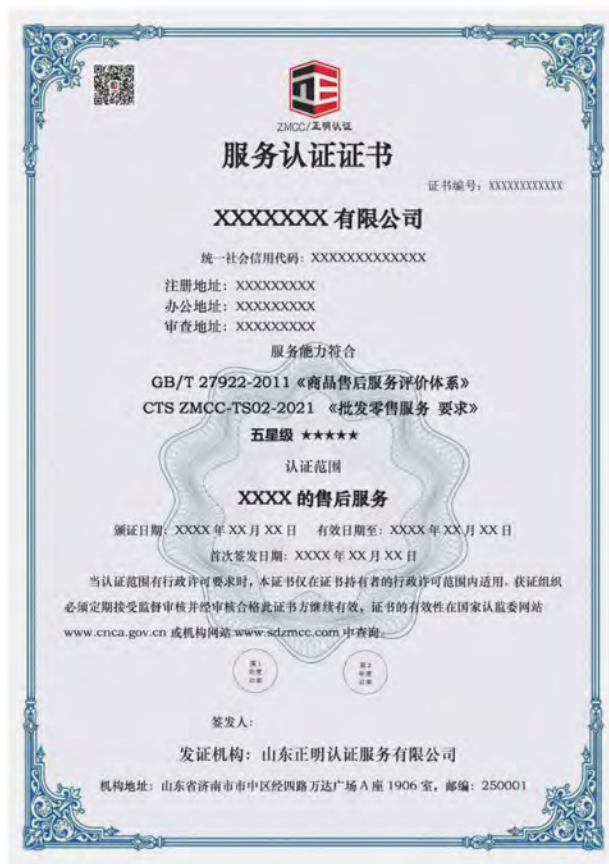 ZMCC/正明认证
服务认证证书
证书编号：XXXXXXXXXXXX
XXXXXXX 有限公司
统一社会信用代码：XXXXXXXXXXXXX
注册地址：XXXXXXXXX
办公地址：XXXXXXXXX
审查地址：XXXXXXXXX
服务能力符合
GB/T 27922-2011《商品售后服务评价体系》
CTS ZMCC-TS02-2021 《批发零售服务 要求》
五星级 ★★★★★
认证范围
XXXX 的售后服务
颁证日期：XXXX 年 XX 月 XX 日 有效日期至：XXXX 年 XX 月 XX 日
首次签发日期：XXXX 年 XX 月 XX 日
当认证范围有行政许可要求时，本证书仅在证书持有者的行政许可范围内适用。获证组织
必须定期接受监督审核并经审核合格此证书方继续有效，证书的有效性在国家认监委网站
www.cnca.gov.cn 或机构网站 www.sdzmcc.com 中查询。
第1
年度
第2
年度
签发人：
发证机构：山东正明认证服务有限公司
机构地址：山东省济南市市中区经四路万达广场 A 座 1906 室，邮编：250001